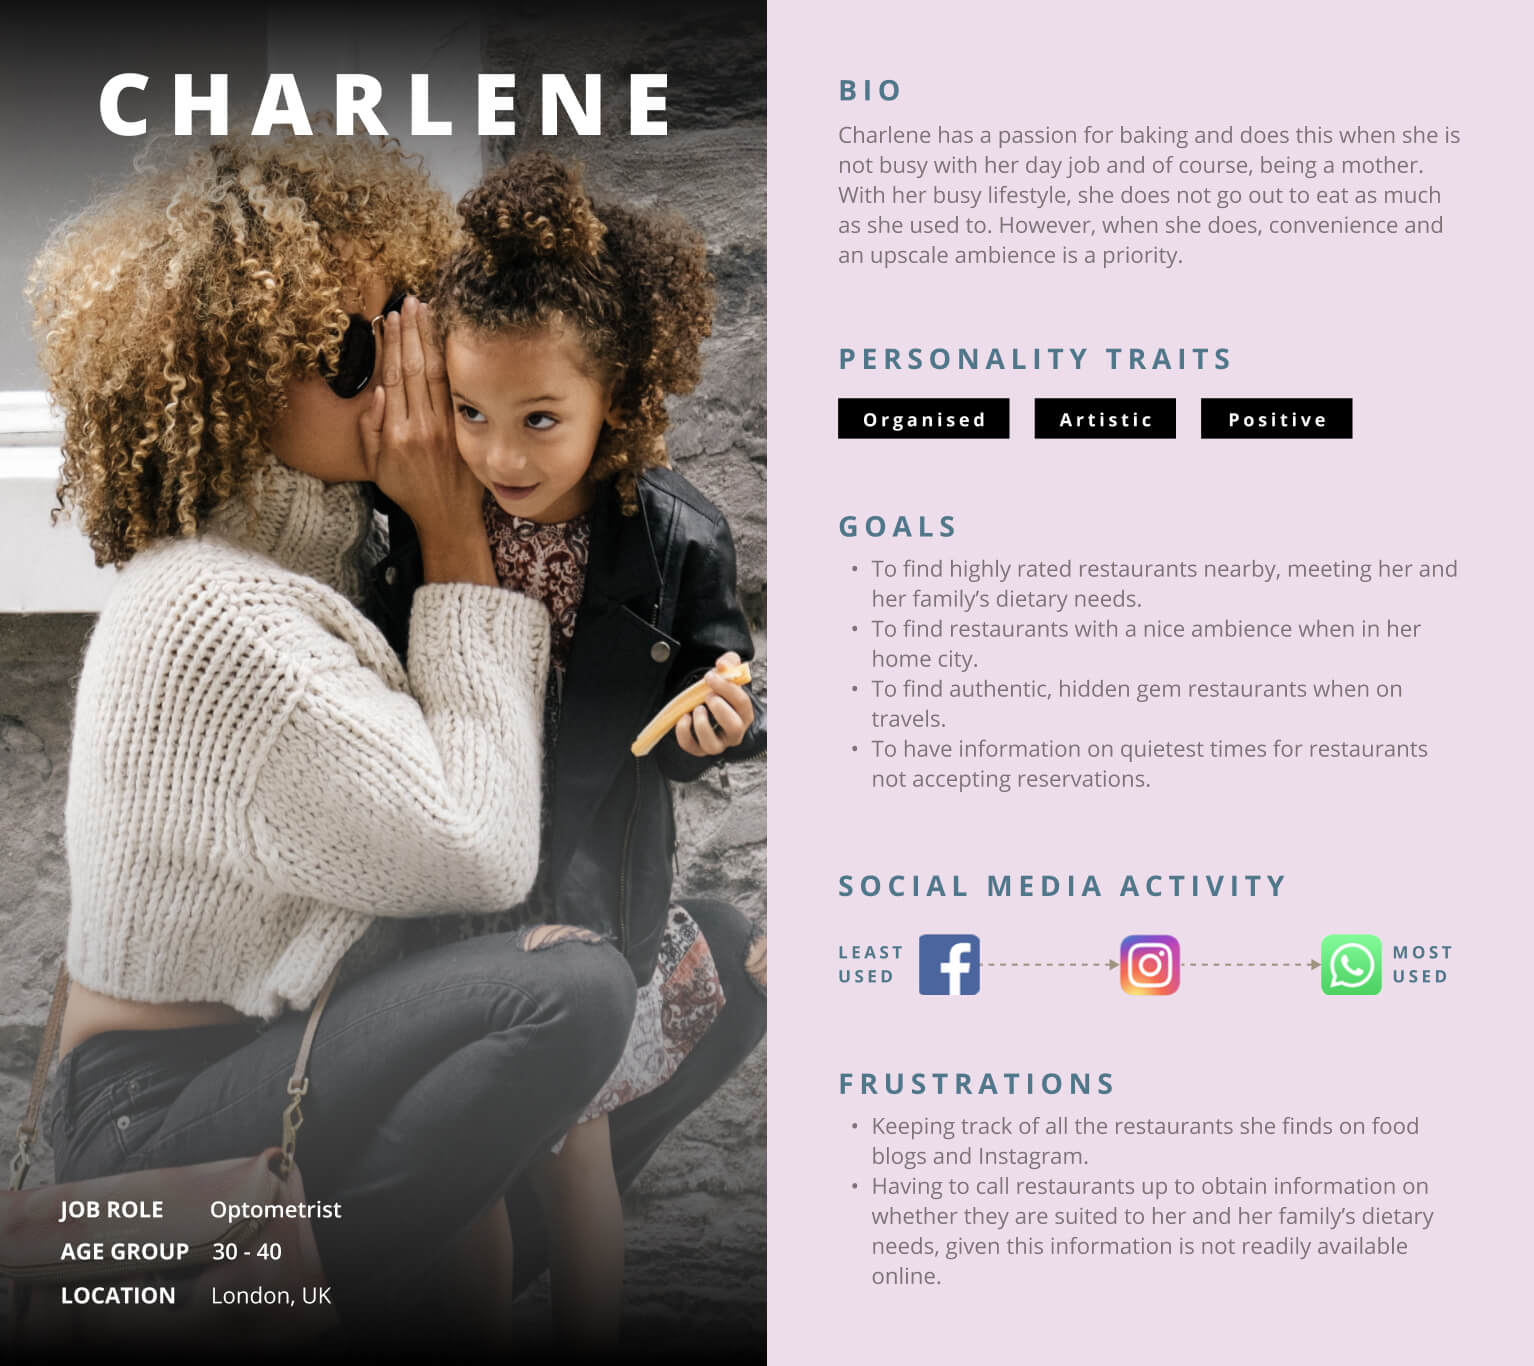 CHARLENE
JOB ROLE Optometrist
AGE GROUP 30 - 40
LOCATION London, UK
BIO
Charlene has a passion for baking and does this when she is
not busy with her day job and of course, being a mother.
With her busy lifestyle, she does not go out to eat as much
as she used to. However, when she does, convenience and
an upscale ambience is a priority.
PERSONALITY TRAITS
Organised Artistic Positive
GOALS
• To find highly rated restaurants nearby, meeting her and
her family’s dietary needs.
• To find restaurants with a nice ambience when in her
home city.
• To find authentic, hidden gem restaurants when on
travels.
• To have information on quietest times for restaurants
not accepting reservations.
SOCIAL MEDIA ACTIVITY
LEAST
USED
MOST
USED
FRUSTRATIONS
• Keeping track of all the restaurants she finds on food
blogs and Instagram.
• Having to call restaurants up to obtain information on
whether they are suited to her and her family’s dietary
needs, given this information is not readily available
online.